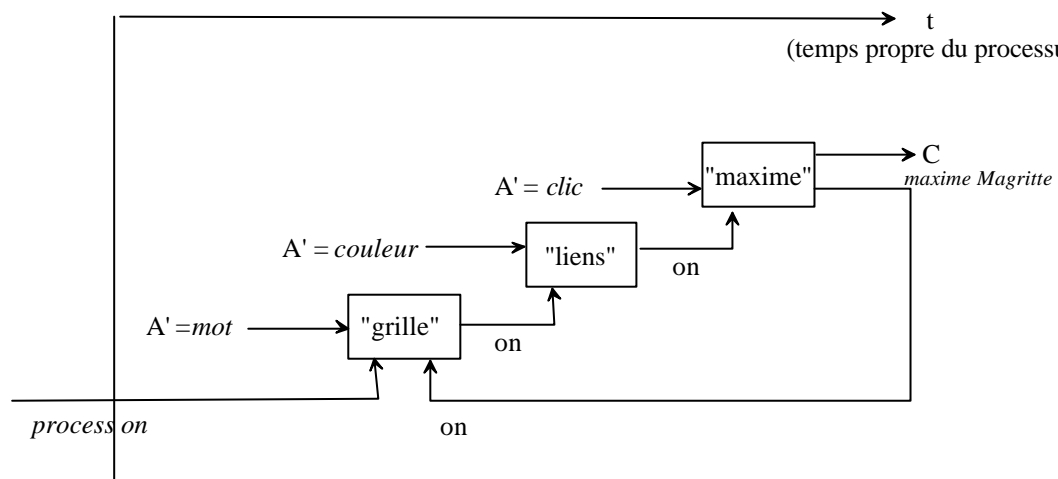 t
(temps propre du processu
"maxime"
C
maxime Magritte
A' = clic
"liens"
on
A' = couleur
"grille"
on
A' =mot
process on
on